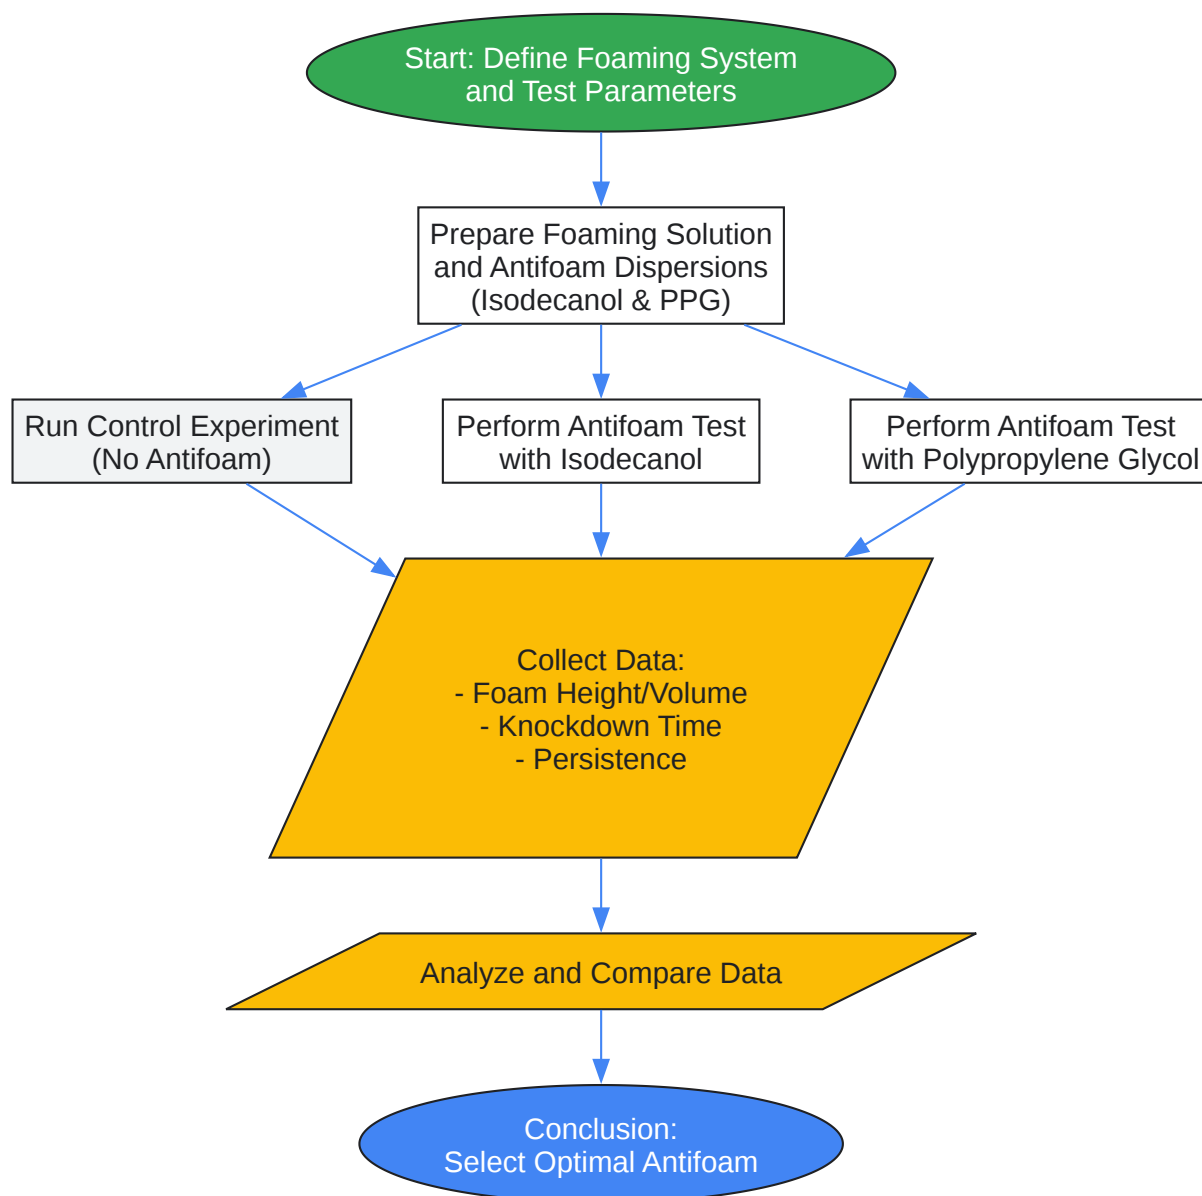 Start: Define Foaming System
and Test Parameters
Prepare Foaming Solution
and Antifoam Dispersions
(Isodecanol & PPG)
Run Control Experiment
(No Antifoam)
Perform Antifoam Test
with Isodecanol
Perform Antifoam Test
with Polypropylene Glycol
Collect Data:
- Foam Height/Volume
- Knockdown Time
- Persistence
Analyze and Compare Data
Conclusion:
Select Optimal Antifoam